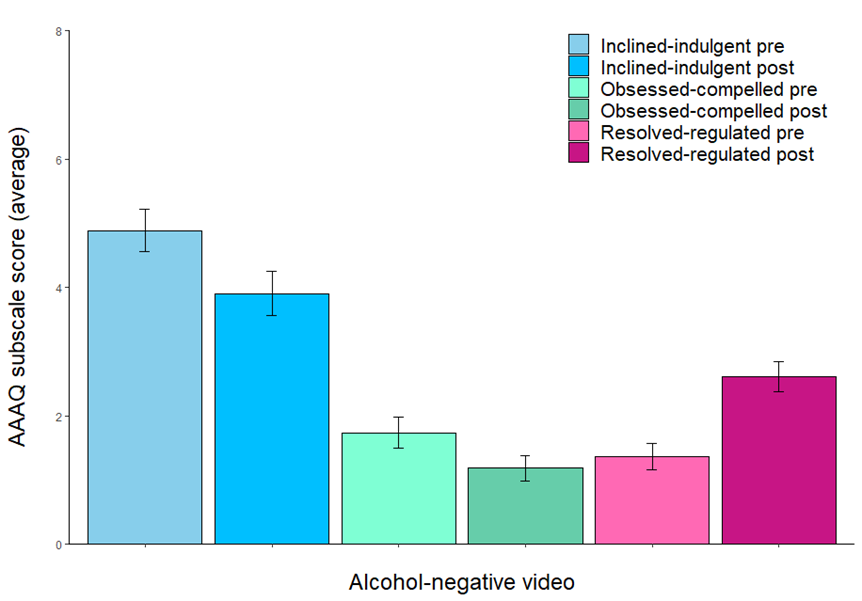 AAAQ subscale score (average)
8
6
4
2
0
Inclined-indulgent pre
Inclined-indulgent post
Obsessed-compelled pre
Obsessed-compelled post
Resolved-regulated pre
Resolved-regulated post
Alcohol-negative video